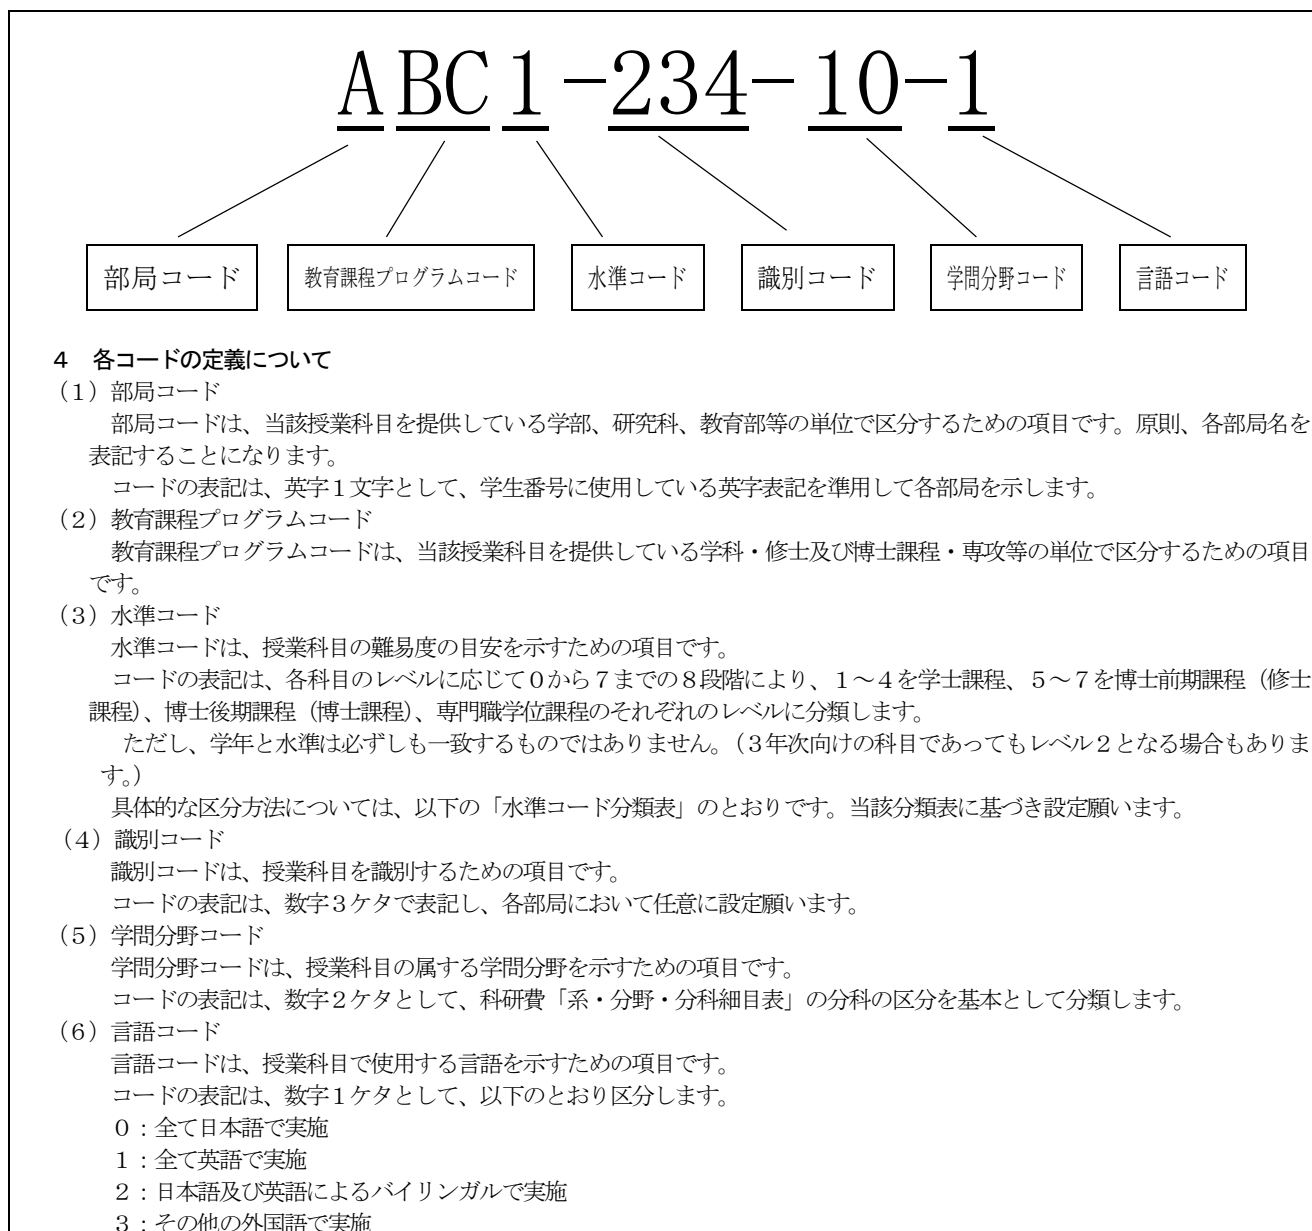 ABC1-234-10-1
部局コード 教育課程プログラムコード 水準コード 識別コード 学問分野コード 言語コード
4 各コードの定義について
（1）部局コード
部局コードは、当該授業科目を提供している学部、研究科、教育部等の単位で区分するための項目です。原則、各部局名を
表記することになります。
コードの表記は、英字１文字として、学生番号に使用している英字表記を準用して各部局を示します。
（2）教育課程プログラムコード
教育課程プログラムコードは、当該授業科目を提供している学科・修士及び博士課程・専攻等の単位で区分するための項目
です。
（3）水準コード
水準コードは、授業科目の難易度の目安を示すための項目です。
コードの表記は、各科目のレベルに応じて０から７までの８段階により、１～４を学士課程、５～７を博士前期課程（修士
課程）、博士後期課程（博士課程）、専門職学位課程のそれぞれのレベルに分類します。
ただし、学年と水準は必ずしも一致するものではありません。（３年次向けの科目であってもレベル２となる場合もありま
す。）
具体的な区分方法については、以下の「水準コード分類表」のとおりです。当該分類表に基づき設定願います。
（4）識別コード
識別コードは、授業科目を識別するための項目です。
コードの表記は、数字３ケタで表記し、各部局において任意に設定願います。
（5）学問分野コード
学問分野コードは、授業科目の属する学問分野を示すための項目です。
コードの表記は、数字２ケタとして、科研費「系・分野・分科細目表」の分科の区分を基本として分類します。
（6）言語コード
言語コードは、授業科目で使用する言語を示すための項目です。
コードの表記は、数字１ケタとして、以下のとおり区分します。
０：全て日本語で実施
１：全て英語で実施
２：日本語及び英語によるバイリンガルで実施
３：その他の外国語で実施